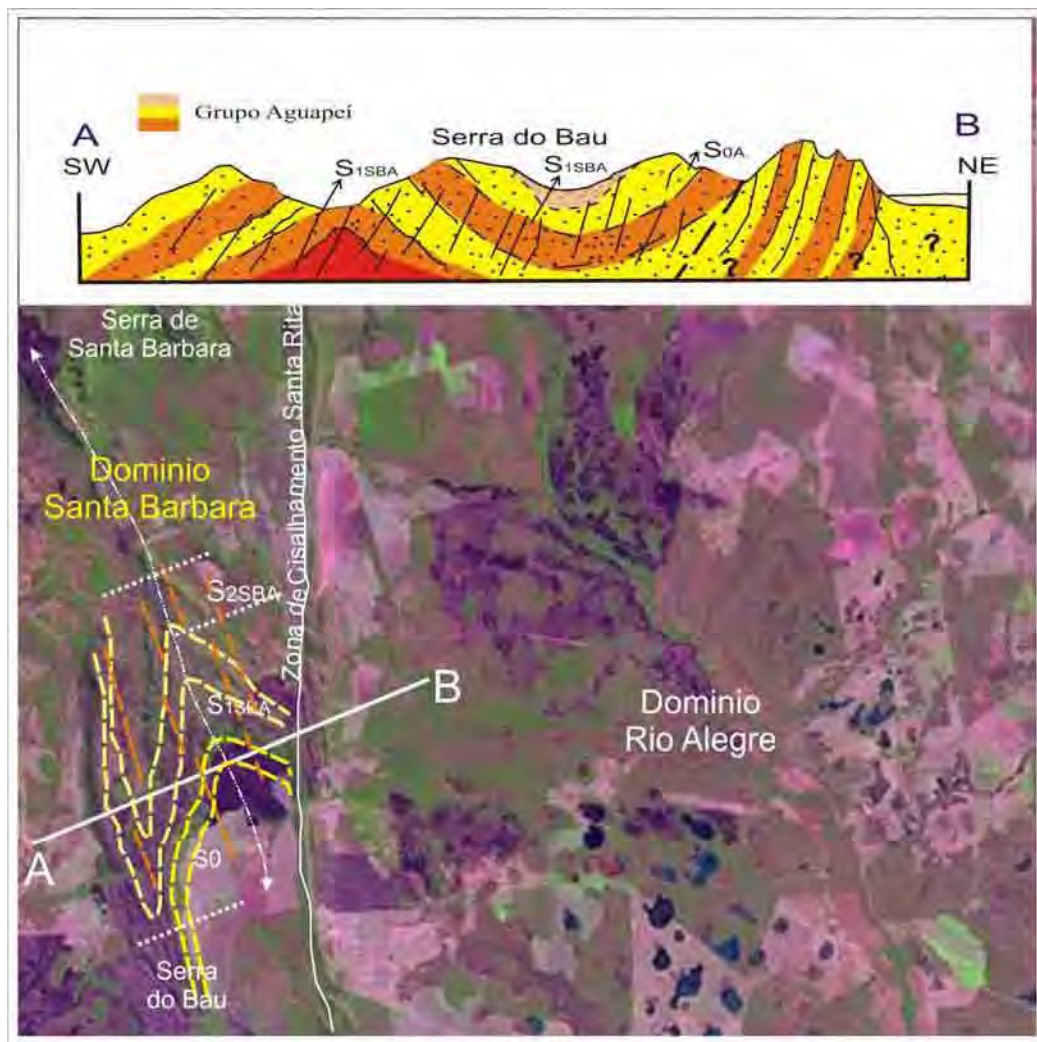 Grupo Aguapeí
A
SW
Serra do Bau
B
NE
S1SBA
S1SBA
S0A
?
?
?
Serra de
Santa Barbara
Zona de Cisalhamento Santa Rita
Dominio
Santa Barbara
S2SBA
S1SBA
B
Dominio
Rio Alegre
A
S0
Serra
do Bau